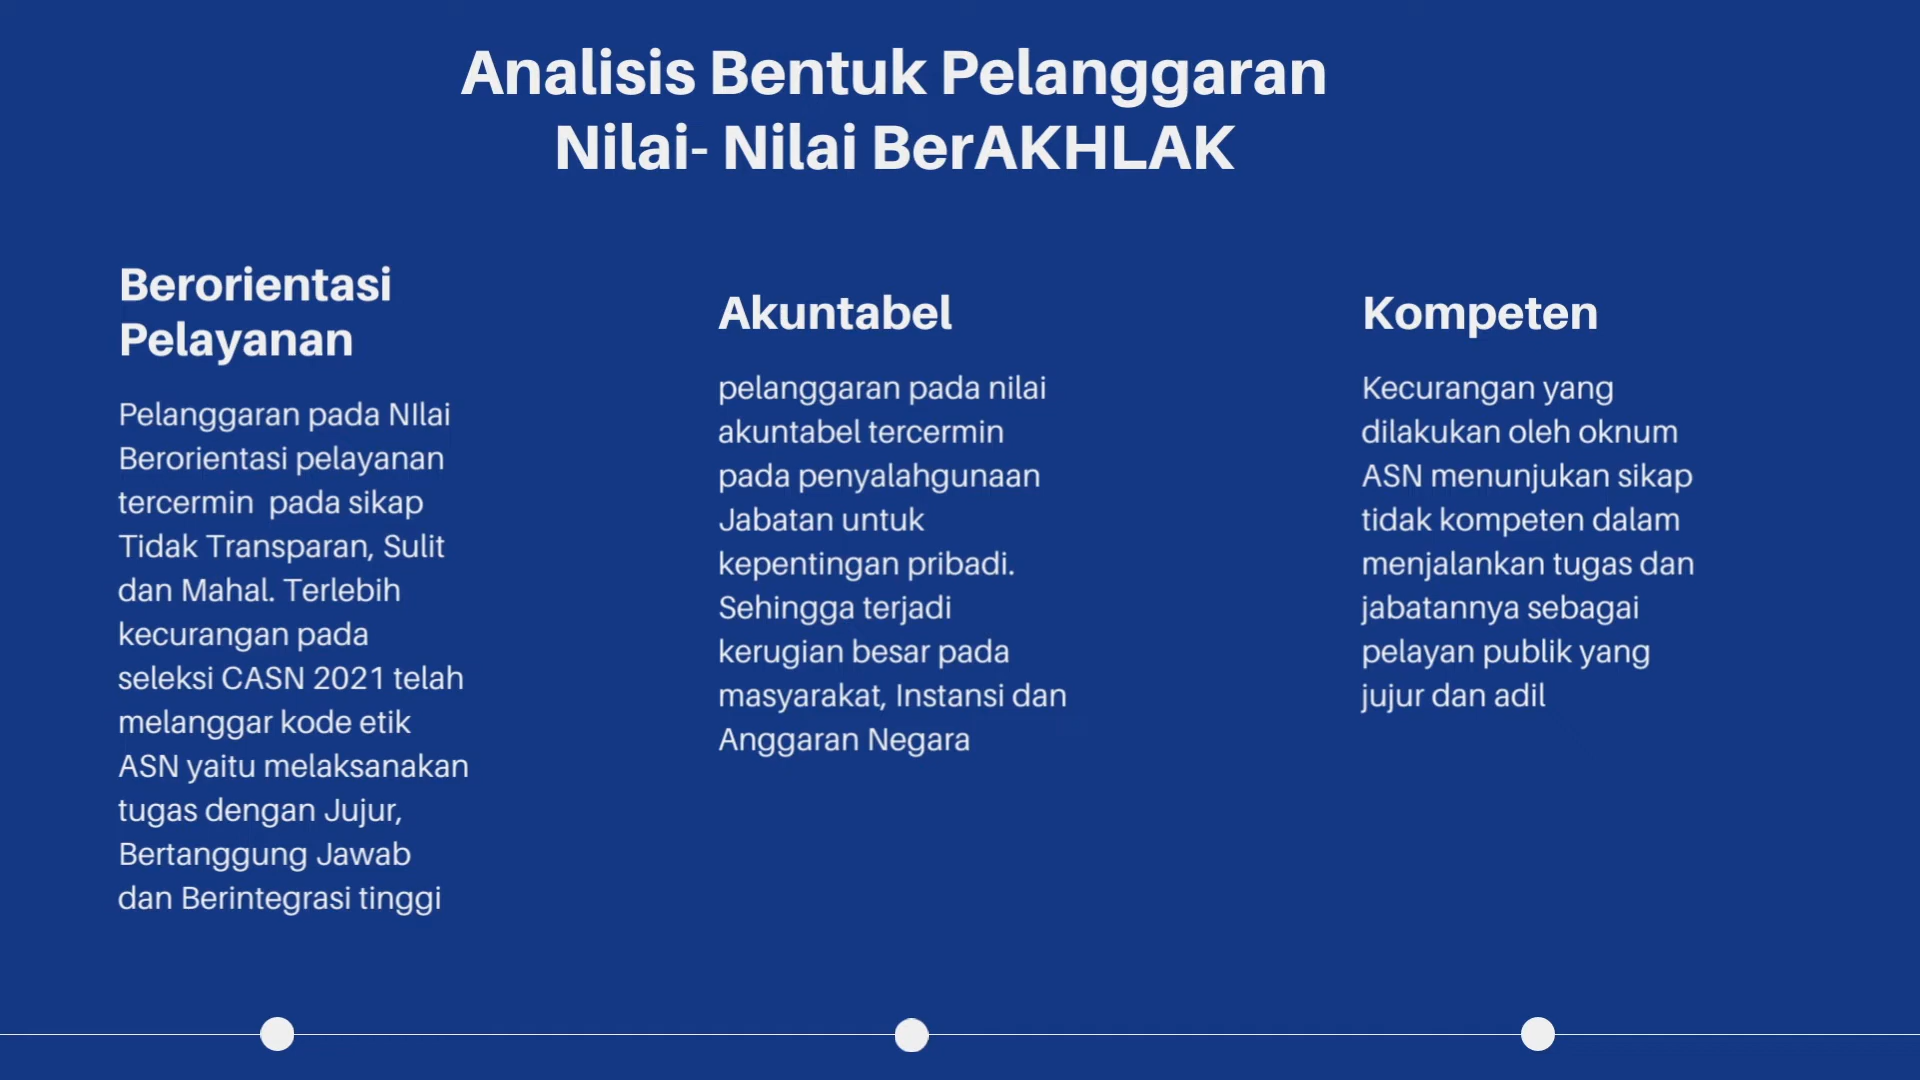 Analisis Bentuk Pelanggaran
Nilai- Nilai BerAKHLAK
Berorientasi
Pelayanan
Pelanggaran pada NIlai
Berorientasi pelayanan
tercermin  pada sikap
Tidak Transparan, Sulit
dan Mahal. Terlebih
kecurangan pada
seleksi CASN 2021 telah
melanggar kode etik
ASN yaitu melaksanakan
tugas dengan Jujur,
Bertanggung Jawab
dan Berintegrasi tinggi
Akuntabel
pelanggaran pada nilai
akuntabel tercermin
pada penyalahgunaan
Jabatan untuk
kepentingan pribadi.
Sehingga terjadi
kerugian besar pada
masyarakat, Instansi dan
Anggaran Negara
Kompeten
Kecurangan yang
dilakukan oleh oknum
ASN menunjukan sikap
tidak kompeten dalam
menjalankan tugas dan
jabatannya sebagai
pelayan publik yang
jujur dan adil